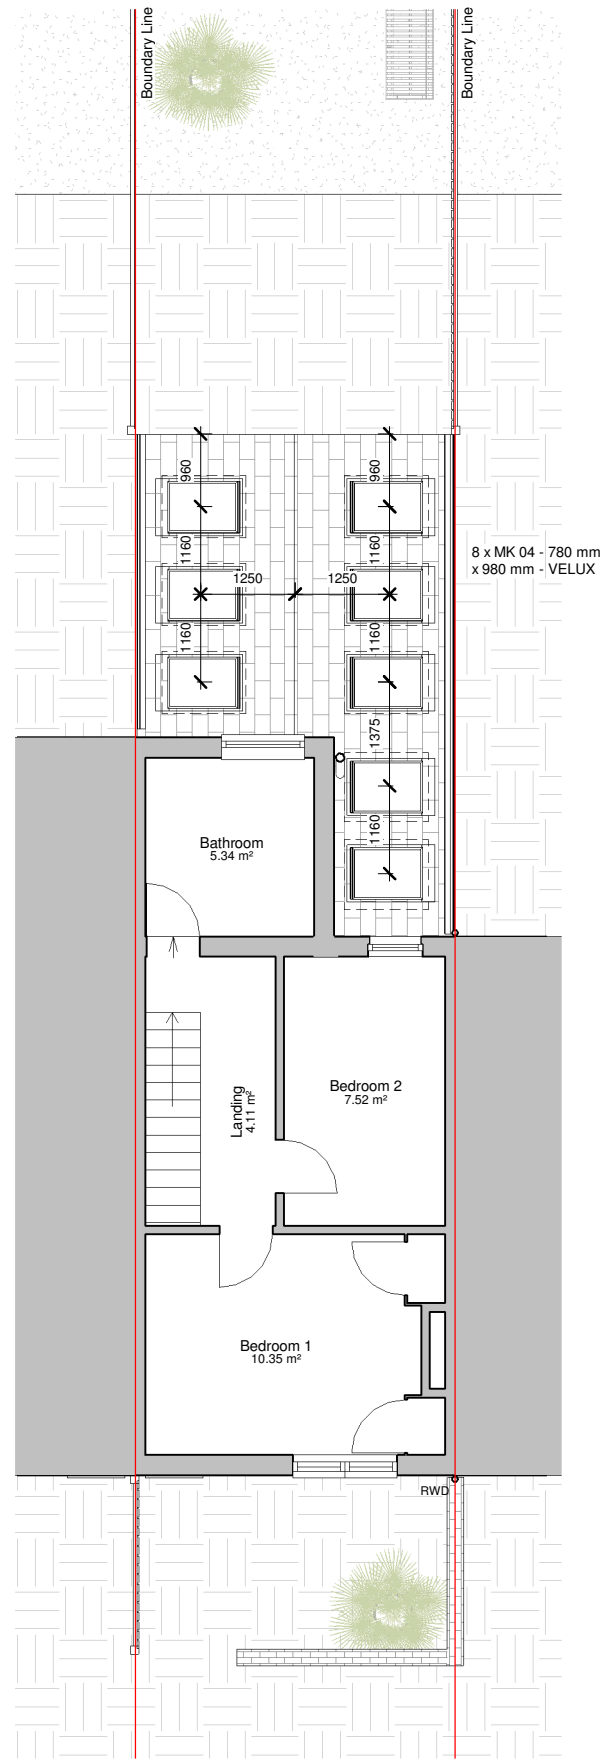 Boundary Line
Boundary Line
960
960
1160
1160
8 x MK 04 - 780 mm
x 980 mm - VELUX
1250
1250
1160
1160
1375
1160
Bathroom
5.34 m²
Bedroom 2
7.52 m²
Landing
4.11 m²
Bedroom 1
10.35 m²
RWD